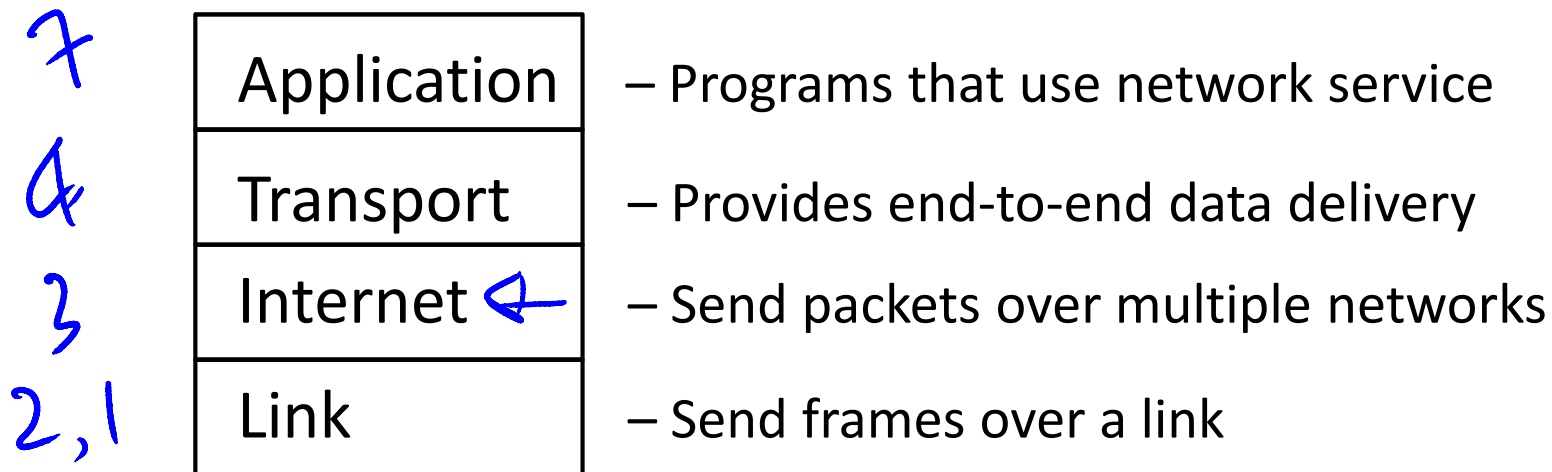 7 Application – Programs that use network service
4 Transport – Provides end-to-end data delivery
3 Internet – Send packets over multiple networks
2,1 Link – Send frames over a link